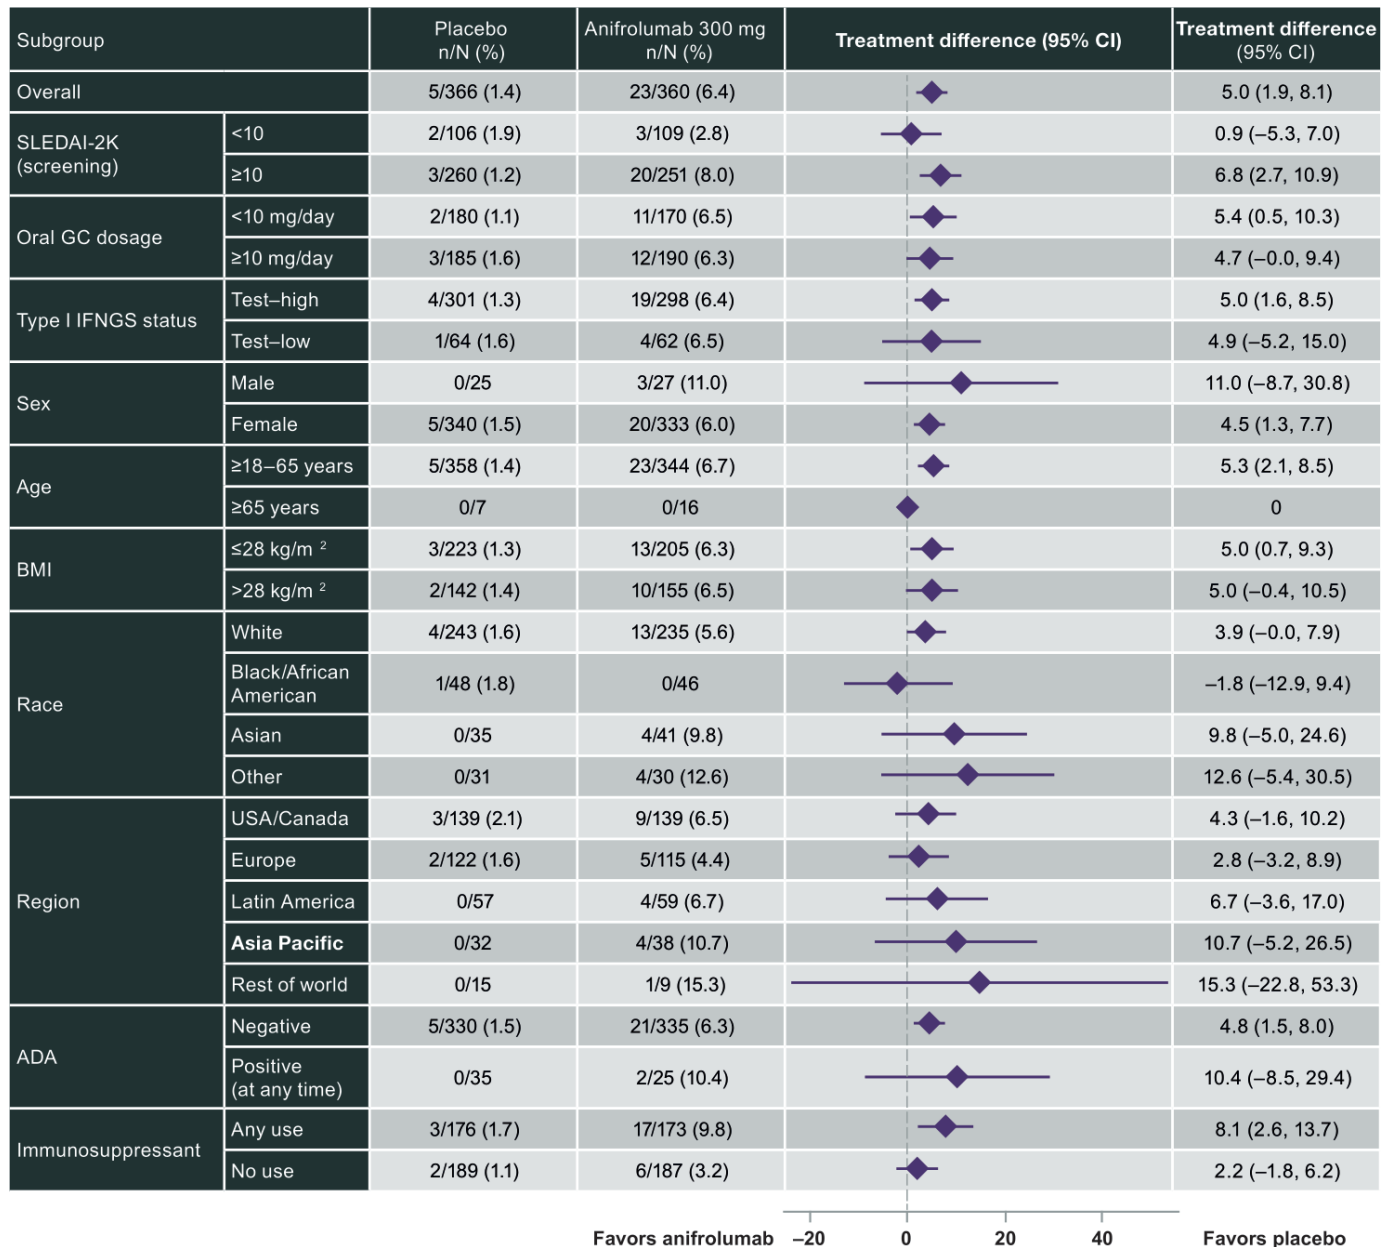 Subgroup Placebo n/N (%) Anifrolumab 300 mg n/N (%) Treatment difference (95% CI) Treatment difference (95% CI)
Overall 5/366 (1.4) 23/360 (6.4) 5.0 (1.9, 8.1)
SLEDAI-2K (screening) <10 2/106 (1.9) 3/109 (2.8) 0.9 (–5.3, 7.0)
≥10 3/260 (1.2) 20/251 (8.0) 6.8 (2.7, 10.9)
Oral GC dosage <10 mg/day 2/180 (1.1) 11/170 (6.5) 5.4 (0.5, 10.3)
≥10 mg/day 3/185 (1.6) 12/190 (6.3) 4.7 (–0.0, 9.4)
Type I IFNGS status Test–high 4/301 (1.3) 19/298 (6.4) 5.0 (1.6, 8.5)
Test–low 1/64 (1.6) 4/62 (6.5) 4.9 (–5.2, 15.0)
Sex Male 0/25 3/27 (11.0) 11.0 (–8.7, 30.8)
Female 5/340 (1.5) 20/333 (6.0) 4.5 (1.3, 7.7)
Age ≥18–65 years 5/358 (1.4) 23/344 (6.7) 5.3 (2.1, 8.5)
≥65 years 0/7 0/16 0
BMI ≤28 kg/m ² 3/223 (1.3) 13/205 (6.3) 5.0 (0.7, 9.3)
>28 kg/m ² 2/142 (1.4) 10/155 (6.5) 5.0 (–0.4, 10.5)
Race White 4/243 (1.6) 13/235 (5.6) 3.9 (–0.0, 7.9)
Black/African American 1/48 (1.8) 0/46 –1.8 (–12.9, 9.4)
Asian 0/35 4/41 (9.8) 9.8 (–5.0, 24.6)
Other 0/31 4/30 (12.6) 12.6 (–5.4, 30.5)
Region USA/Canada 3/139 (2.1) 9/139 (6.5) 4.3 (–1.6, 10.2)
Europe 2/122 (1.6) 5/115 (4.4) 2.8 (–3.2, 8.9)
Latin America 0/57 4/59 (6.7) 6.7 (–3.6, 17.0)
Asia Pacific 0/32 4/38 (10.7) 10.7 (–5.2, 26.5)
Rest of world 0/15 1/9 (15.3) 15.3 (–22.8, 53.3)
ADA Negative 5/330 (1.5) 21/335 (6.3) 4.8 (1.5, 8.0)
Positive (at any time) 0/35 2/25 (10.4) 10.4 (–8.5, 29.4)
Immunosuppressant Any use 3/176 (1.7) 17/173 (9.8) 8.1 (2.6, 13.7)
No use 2/189 (1.1) 6/187 (3.2) 2.2 (–1.8, 6.2)
Favors anifrolumab –20 0 20 40 Favors placebo